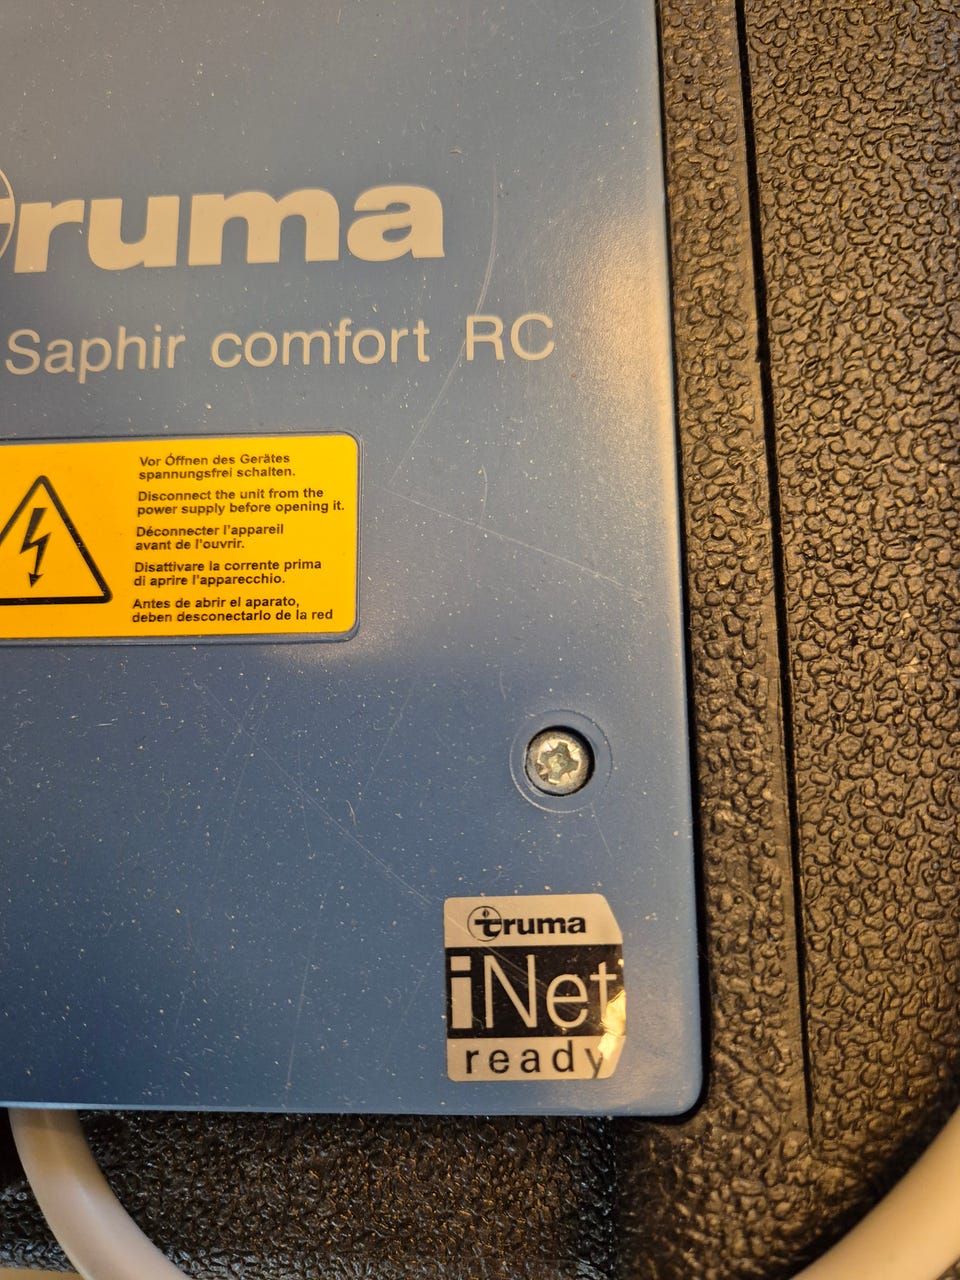 truma
Saphir comfort RC
Vor Öffnen des Gerätes
spannungsfrei schalten.
Disconnect the unit from the
power supply before opening it.
Déconnecter l'appareil
avant de l'ouvrir.
Disattivare la corrente prima
di aprire l'apparecchio.
Antes de abrir el aparato,
deben desconectarlo de la red
truma
iNet
ready